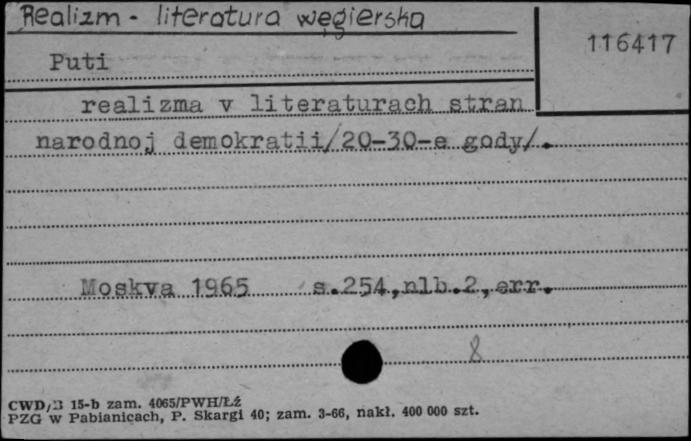 Realizm - literatura węgierska
116417
Puti
realizma v literaturach stran
narodnoj demokratii/20-30-e gody/.
Moskva 1965 s.254,nlb.2,err.
8
CWD/B 15-b zam. 4065/PWH/Łź
PZG w Pabianicach, P. Skargi 40; zam. 3-66, nakł. 400 000 szt.